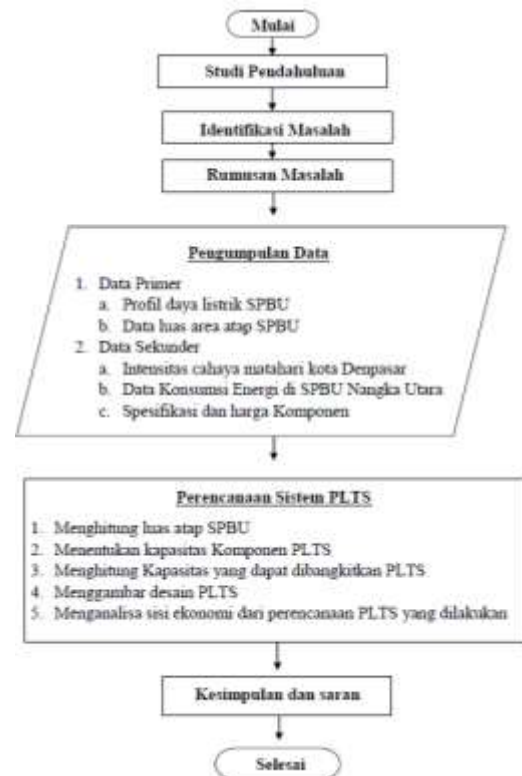 Mulai
Studi Pendahuluan
Identifikasi Masalah
Rumusan Masalah
Pengumpulan Data
1. Data Primer
a. Profil daya listrik SPBU
b. Data luas area atap SPBU
2. Data Sekunder
a. Intensitas cahaya matahari kota Denpasar
b. Data Konsumsi Energi di SPBU Nangka Utara
c. Spesifikasi dan harga Komponen
Perencanaan Sistem PLTS
1. Menghitung luas atap SPBU
2. Menentukan kapasitas Komponen PLTS
3. Menghitung Kapasitas yang dapat dibangkitkan PLTS
4. Menggambar desain PLTS
5. Menganalisa sisi ekonomi dari perencanaan PLTS yang dilakukan
Kesimpulan dan saran
Selesai